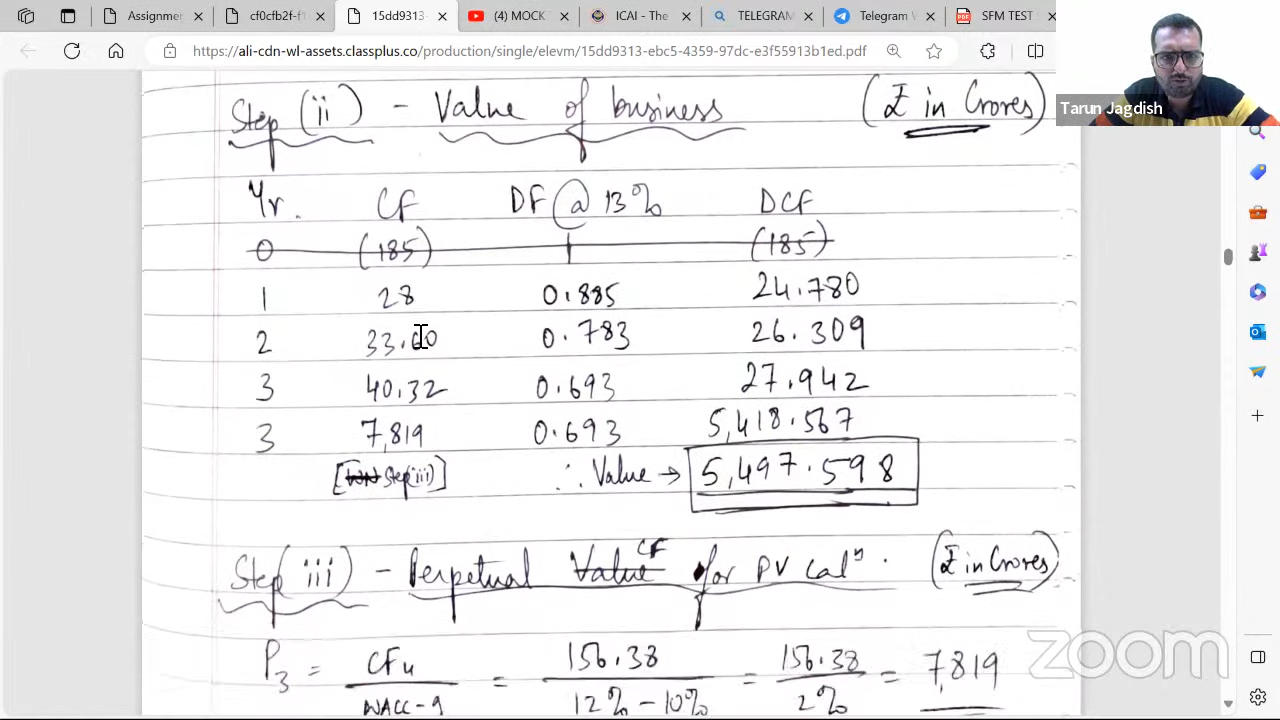 Assignme
0dcfb2f-f
15dd9313-
(4) MOCK
ICAI - The
TELEGRAM
Telegram
SFM TEST
https://ali-cdn-wl-assets.classplus.co/production/single/elevm/15dd9313-ebc5-4359-97dc-e3f55913b1ed.pdf
Tarun Jagdish
Step (ii) - Value of business (₹ in Crores)
Yr. CF DF @ 13% DCF
0 (185) 1 (185)
1 28 0.885 24.780
2 33.60 0.783 26.309
3 40.32 0.693 27.942
3 7,819 0.693 5,418.567
[Step (iii)] ∴ Value → 5,497.598
Step (iii) - Perpetual Value CF for PV calⁿ. (₹ in Crores)
P₃ = CF₄ = 156.38 = 156.38 = 7,819
WACC - g 12% - 10% 2%
zoom